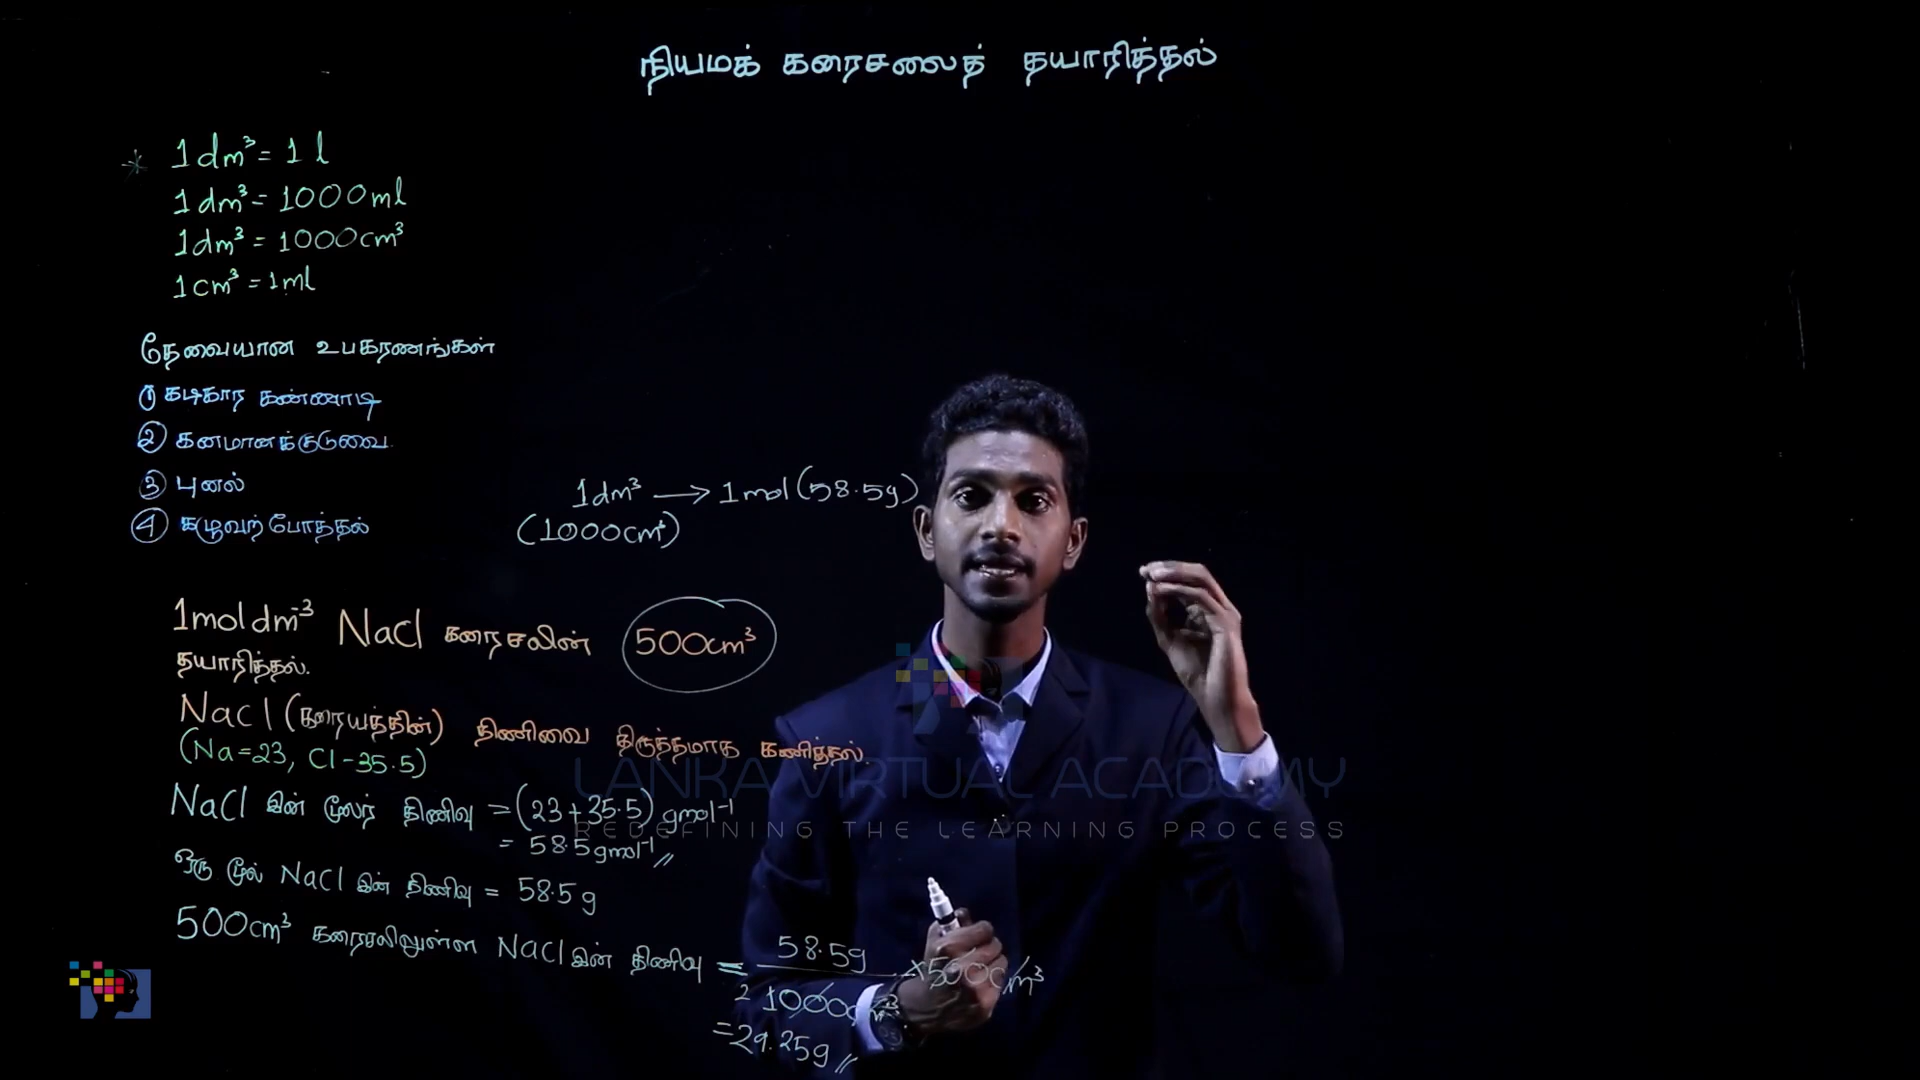 நியமக் கரைசலைத் தயாரித்தல்
* 1dm³ = 1 l
1dm³ = 1000ml
1dm³ = 1000cm³
1cm³ = 1ml
தேவையான உபகரணங்கள்
① கடிகார கண்ணாடி
② கனமானக்குடுவை
③ புனல்
④ கழுவற்போத்தல்
1dm³ → 1mol (58.5g)
(1000cm³)
1moldm⁻³ NaCl கரைசலின் 500cm³
தயாரித்தல்.
NaCl (கரையத்தின்) திணிவை திருத்தமாக கணித்தல்.
(Na=23, Cl-35.5)
NaCl இன் மூலர் திணிவு = (23+35.5) gmol⁻¹
= 58.5gmol⁻¹//
ஒரு மூல் NaCl இன் திணிவு = 58.5g
500cm³ கரைசலிலுள்ள NaCl இன் திணிவு = 58.5g / 1000cm³ × 500cm³
2
= 29.25g //
LANKA VIRTUAL ACADEMY
REDEFINING THE LEARNING PROCESS